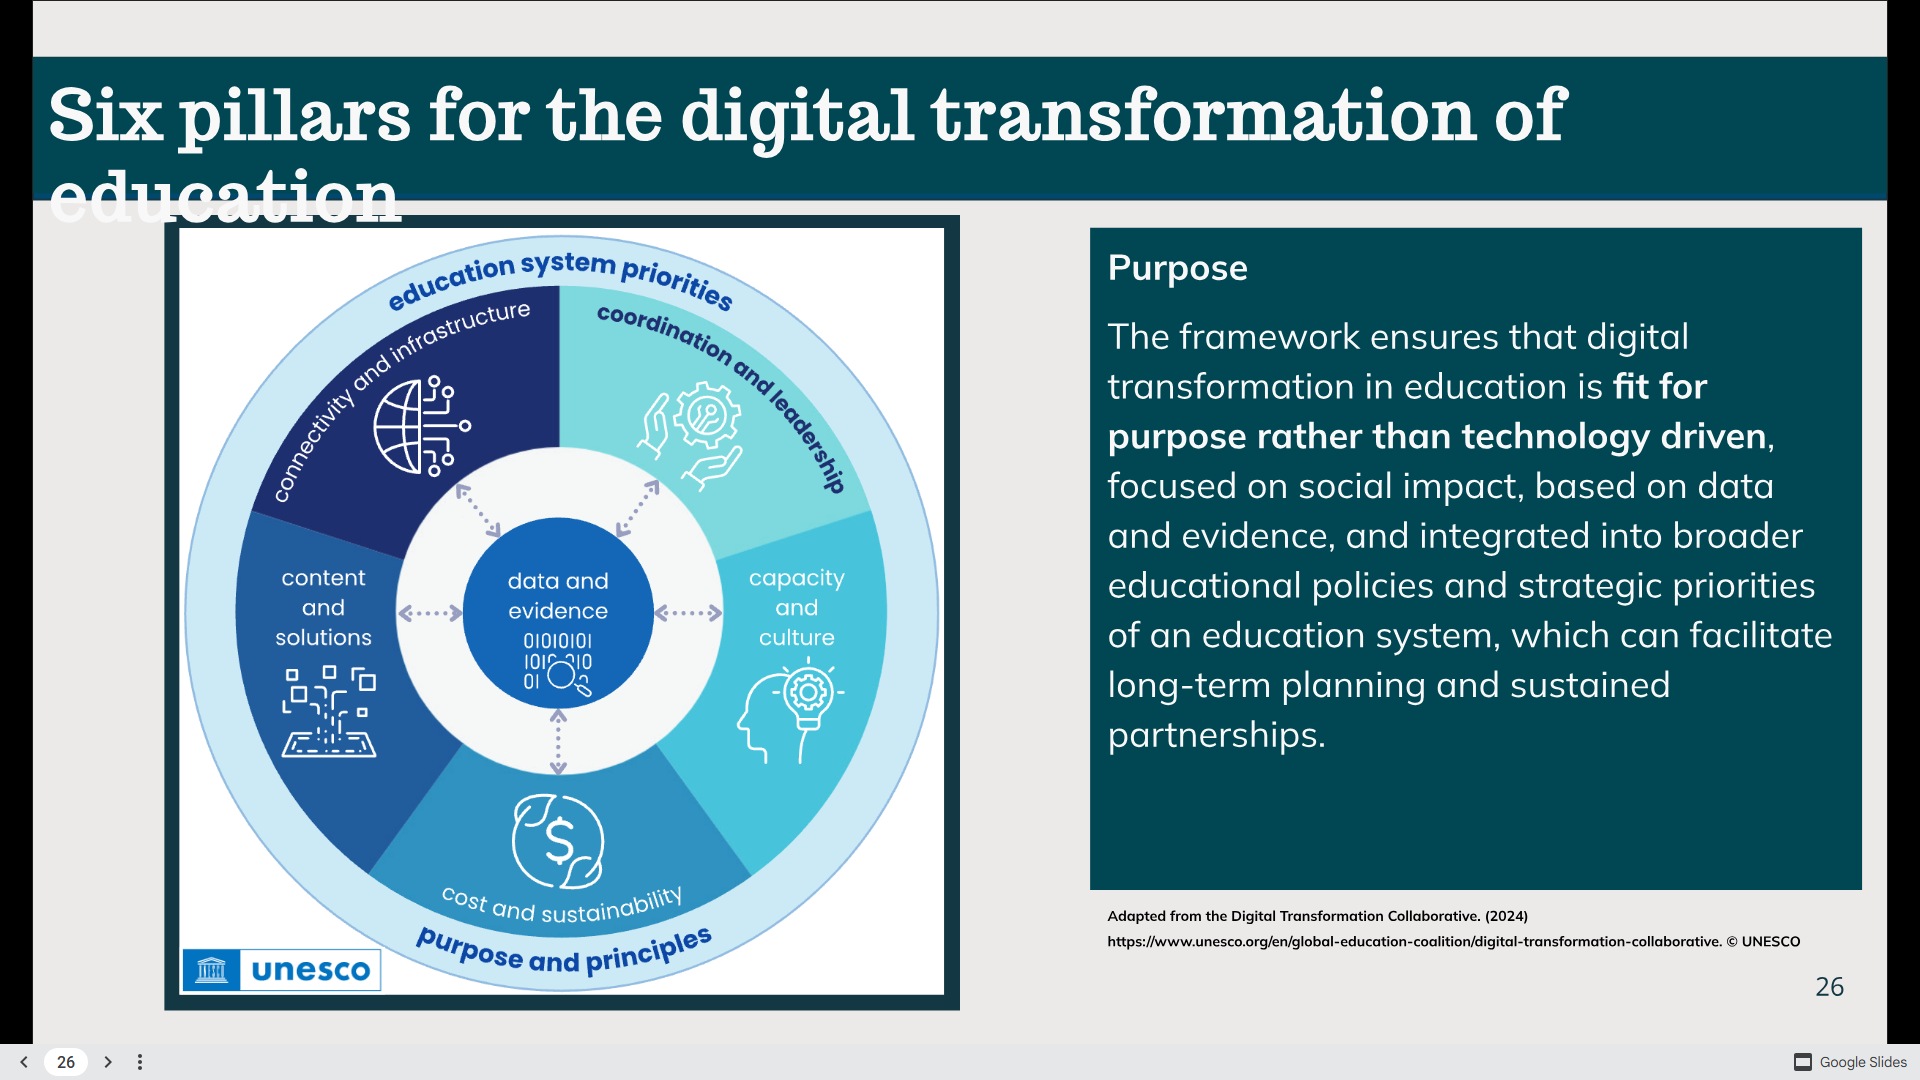 Six pillars for the digital transformation of
education
education system priorities
connectivity and infrastructure
coordination and leadership
content
and
solutions
data and
evidence
01010101
capacity
and
culture
$
cost and sustainability
purpose and principles
unesco
Purpose
The framework ensures that digital
transformation in education is fit for
purpose rather than technology driven,
focused on social impact, based on data
and evidence, and integrated into broader
educational policies and strategic priorities
of an education system, which can facilitate
long-term planning and sustained
partnerships.
Adapted from the Digital Transformation Collaborative. (2024)
https://www.unesco.org/en/global-education-coalition/digital-transformation-collaborative. © UNESCO
26
26
Google Slides